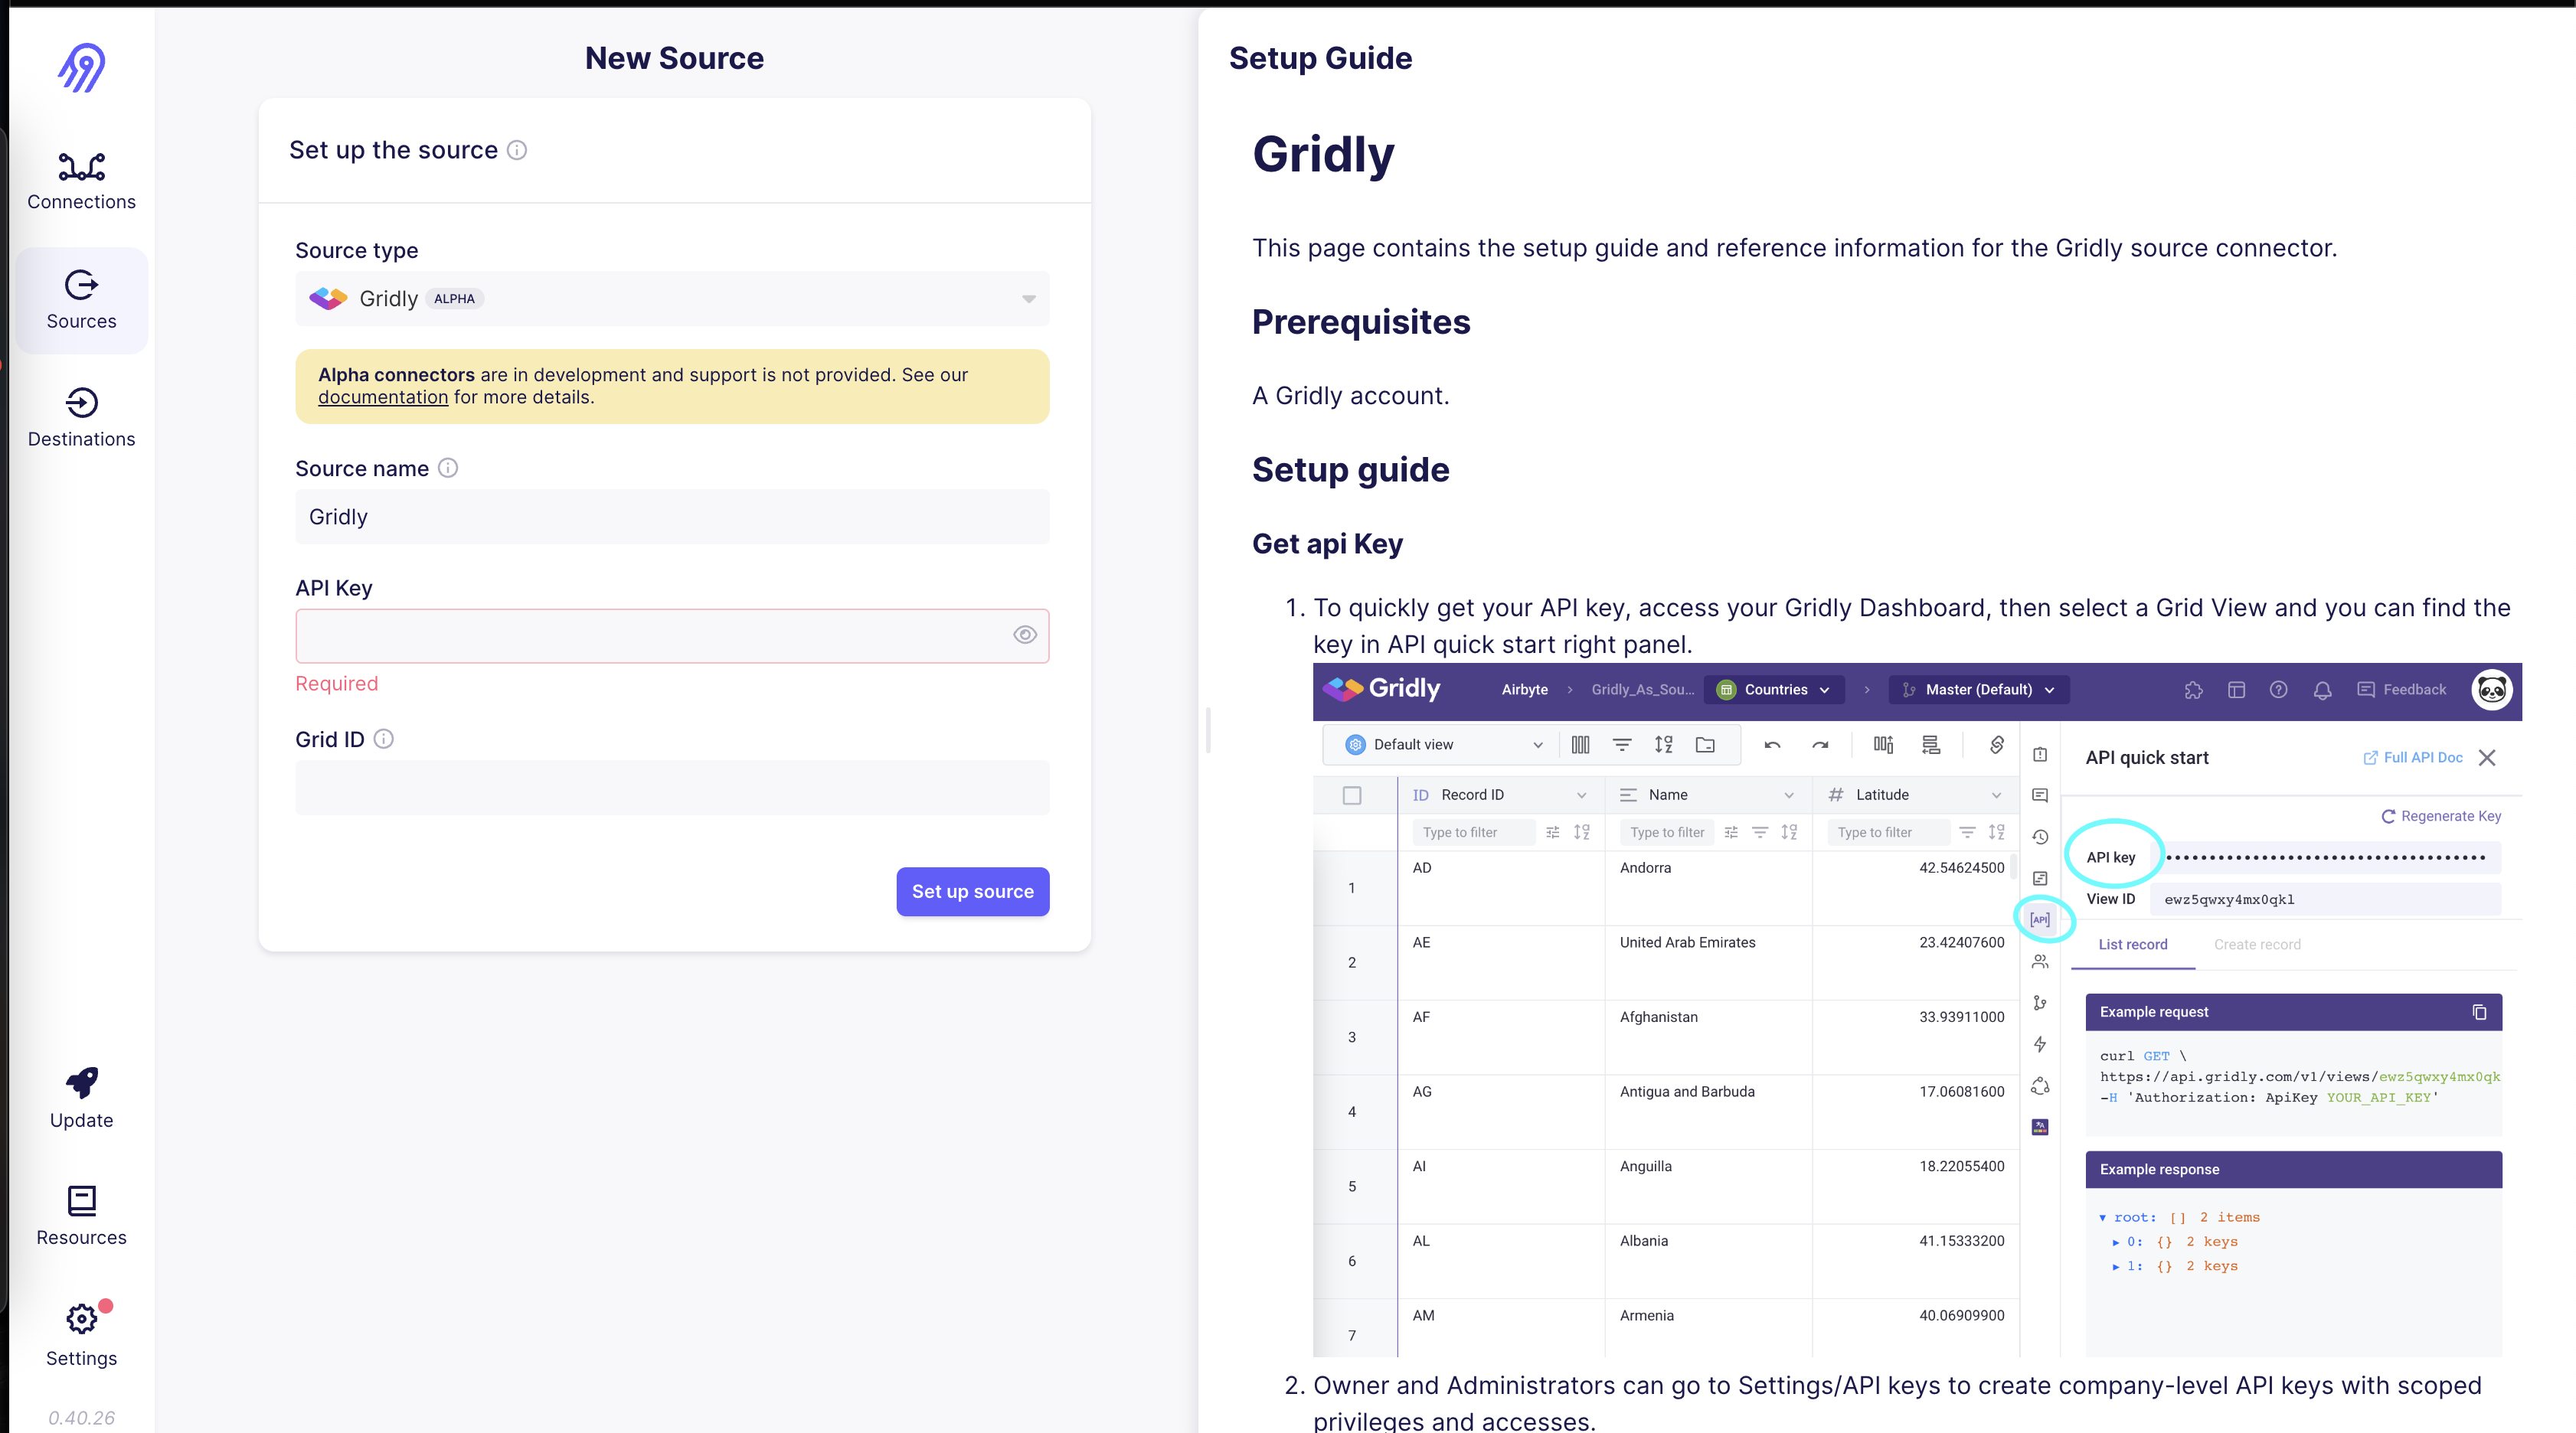 Connections
Sources
Destinations
Update
Resources
Settings
0.40.26
New Source
Set up the source
Source type
Gridly ALPHA
Alpha connectors are in development and support is not provided. See our
documentation for more details.
Source name
Gridly
API Key
Required
Grid ID
Set up source
Setup Guide
Gridly
This page contains the setup guide and reference information for the Gridly source connector.
Prerequisites
A Gridly account.
Setup guide
Get api Key
1. To quickly get your API key, access your Gridly Dashboard, then select a Grid View and you can find the
key in API quick start right panel.
Gridly Airbyte > Gridly_As_Sou... Countries > Master (Default) Feedback
Default view
ID Record ID Name # Latitude
Type to filter Type to filter Type to filter
1 AD Andorra 42.54624500
2 AE United Arab Emirates 23.42407600
3 AF Afghanistan 33.93911000
4 AG Antigua and Barbuda 17.06081600
5 AI Anguilla 18.22055400
6 AL Albania 41.15333200
7 AM Armenia 40.06909900
[API]
API quick start Full API Doc
Regenerate Key
API key ••••••••••••••••••••••••••••••••••••
View ID ewz5qwxy4mx0qkl
List record Create record
Example request
curl GET \
https://api.gridly.com/v1/views/ewz5qwxy4mx0qk
-H 'Authorization: ApiKey YOUR_API_KEY'
Example response
▾ root: [] 2 items
▸ 0: {} 2 keys
▸ 1: {} 2 keys
2. Owner and Administrators can go to Settings/API keys to create company-level API keys with scoped
privileges and accesses.